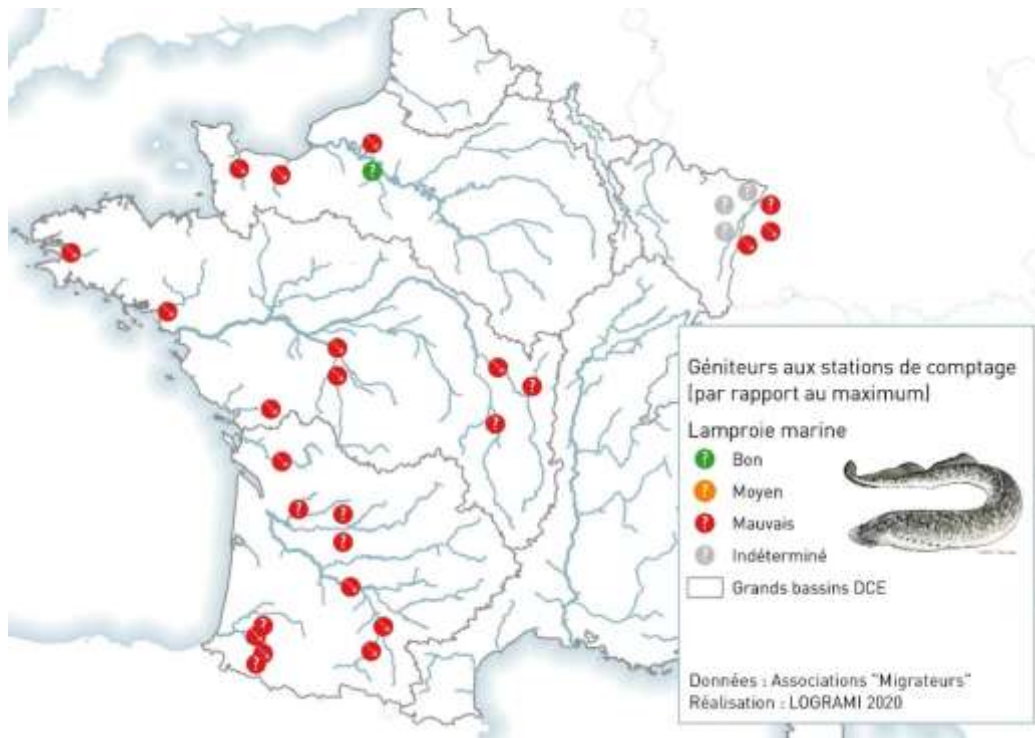 Géniteurs aux stations de comptage
(par rapport au maximum)
Lamproie marine
? Bon
? Moyen
? Mauvais
? Indéterminé
Grands bassins DCE
Données : Associations "Migrateurs"
Réalisation : LOGRAMI 2020